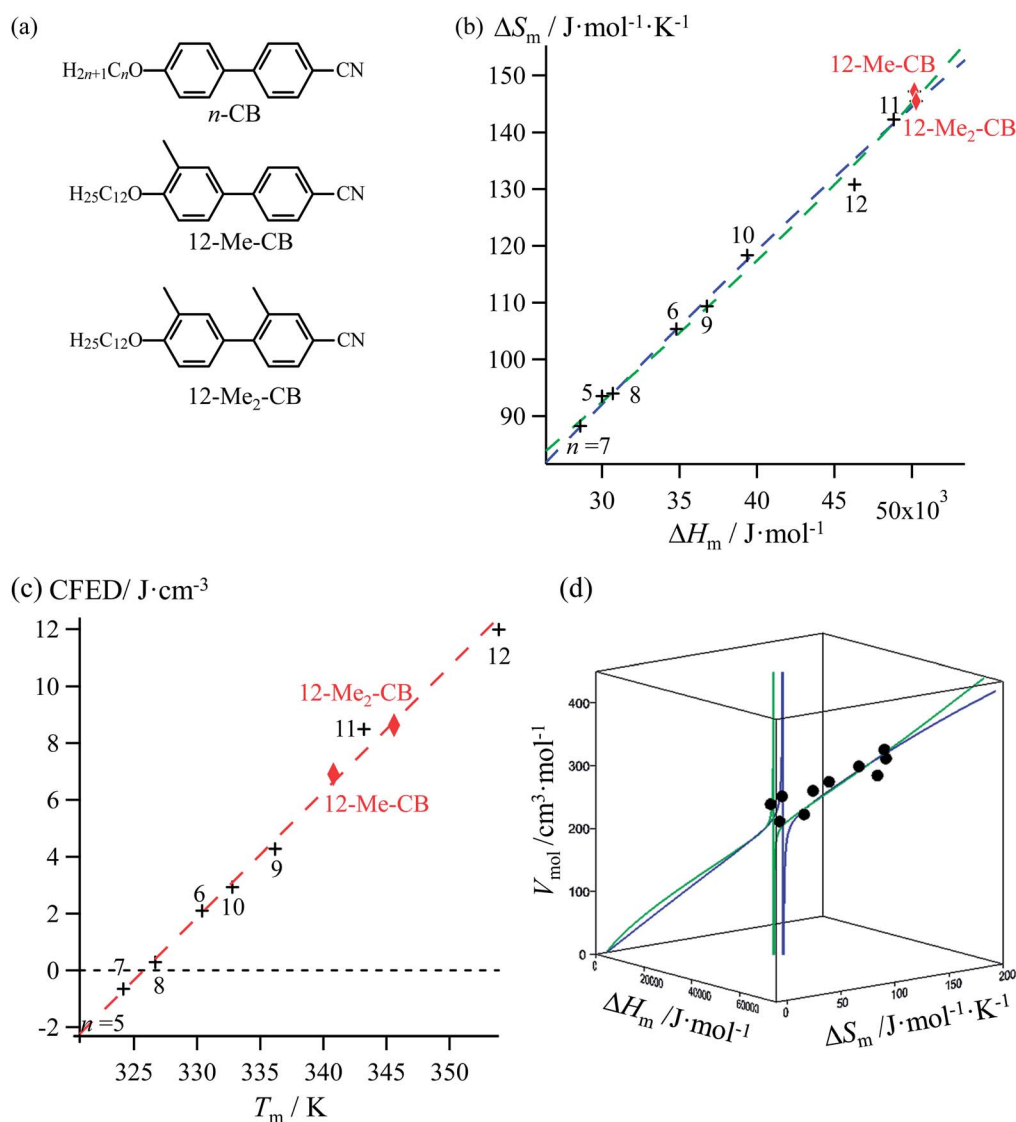 (a)
H2n+1CnO
CN
n-CB
H25C12O
CN
12-Me-CB
H25C12O
CN
12-Me2-CB
(b) ΔSm / J·mol-1·K-1
150
140
130
120
110
100
90
12-Me-CB
11
12-Me2-CB
12
10
6
9
5
8
n =7
30
35
40
45
50x10³
ΔHm / J·mol-1
(c) CFED/ J·cm-3
12
10
8
6
4
2
0
-2
12
12-Me2-CB
11
12-Me-CB
9
6
10
7
8
n =5
325
330
335
340
345
350
Tm / K
(d)
400
300
200
100
0
Vmol /cm3·mol-1
0
20000
40000
60000
ΔHm /J·mol-1
0
50
100
150
200
ΔSm /J·mol-1·K-1